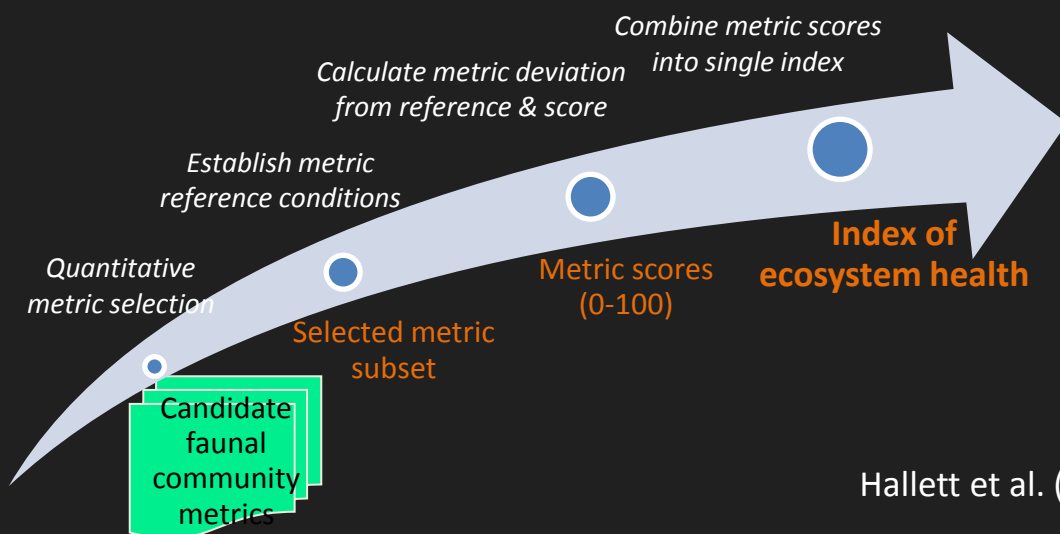 Combine metric scores
into single index
Calculate metric deviation
from reference & score
Establish metric
reference conditions
Quantitative
metric selection
Index of
ecosystem health
Metric scores
(0-100)
Selected metric
subset
Candidate
faunal
community
metrics
Hallett et al. (